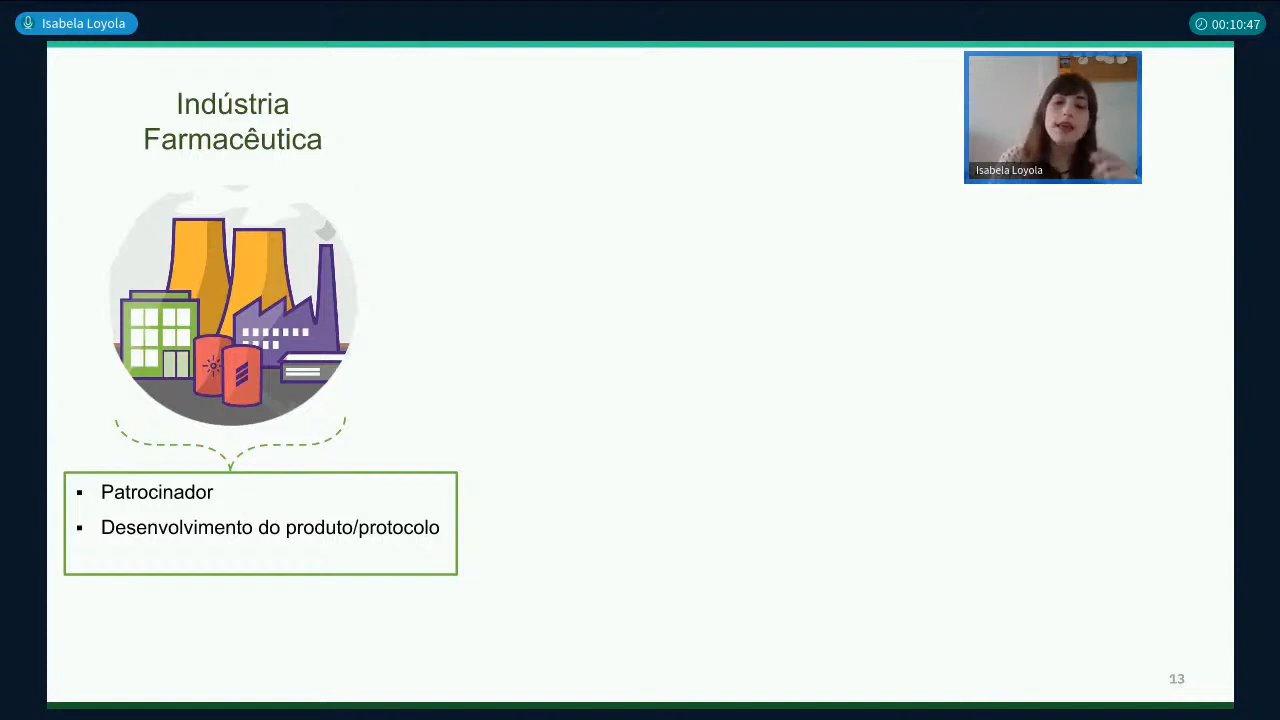 Isabela Loyola
00:10:47
Indústria
Farmacêutica
Isabela Loyola
▪ Patrocinador
▪ Desenvolvimento do produto/protocolo
13